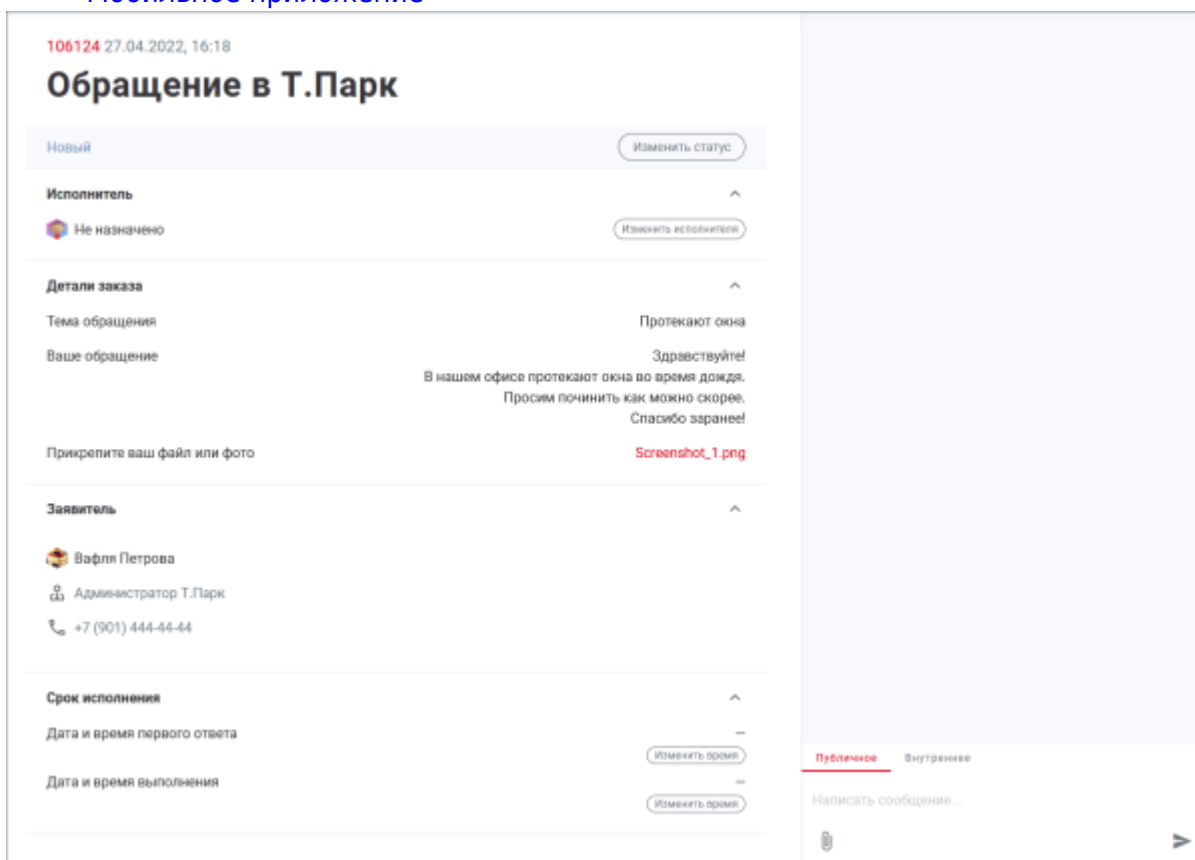 Мобильное приложение
106124 27.04.2022, 16:18
Обращение в Т.Парк
Новый Изменить статус
Исполнитель
Не назначено Изменить исполнителя
Детали заказа
Тема обращения Протекают окна
Ваше обращение Здравствуйте!
В нашем офисе протекают окна во время дождя.
Просим починить как можно скорее.
Спасибо заранее!
Прикрепите ваш файл или фото Screenshot_1.png
Заявитель
Вафля Петрова
Администратор Т.Парк
+7 (901) 444-44-44
Срок исполнения
Дата и время первого ответа –
Изменить время
Дата и время выполнения –
Изменить время
Публичное Внутреннее
Написать сообщение...